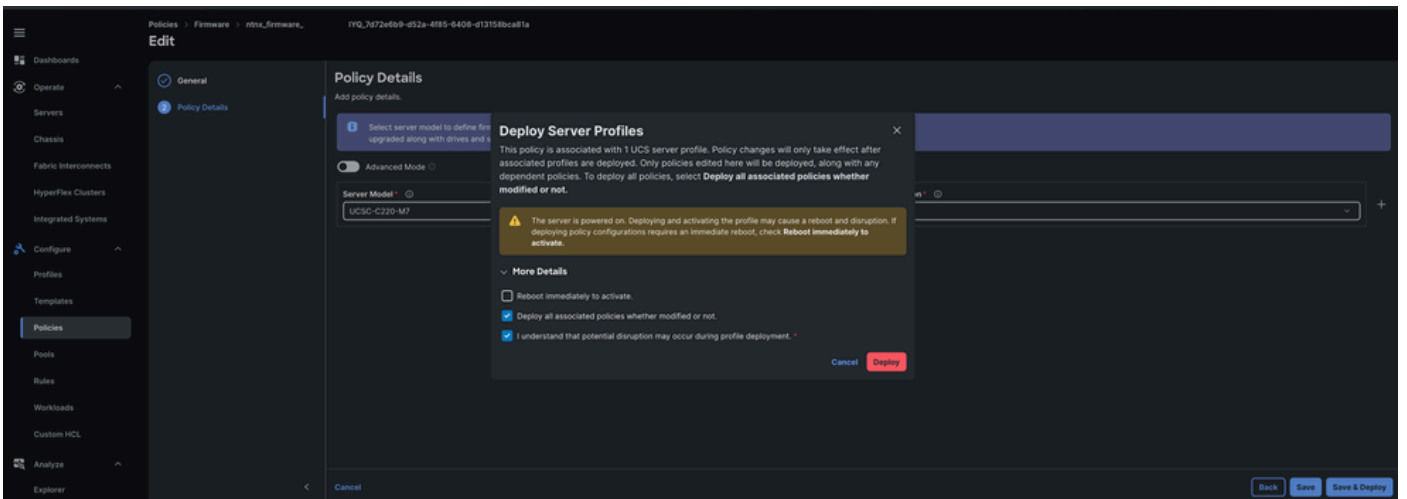 Policies > Firmware > ntnx_firmware_ IYQ_7d72e6b9-d52a-4f85-6408-d13158bca81a
Edit
Dashboards
Operate
Servers
Chassis
Fabric Interconnects
HyperFlex Clusters
Integrated Systems
Configure
Profiles
Templates
Policies
Pools
Rules
Workloads
Custom HCL
Analyze
Explorer
General
2 Policy Details
Policy Details
Add policy details.
Select server model to define
upgraded along with drives and
Advanced Mode
Server Model *
UCSC-C220-M7
Deploy Server Profiles
This policy is associated with 1 UCS server profile. Policy changes will only take effect after
associated profiles are deployed. Only policies edited here will be deployed, along with any
dependent policies. To deploy all policies, select Deploy all associated policies whether
modified or not.
The server is powered on. Deploying and activating the profile may cause a reboot and disruption. If
deploying policy configurations requires an immediate reboot, check Reboot immediately to
activate.
More Details
Reboot immediately to activate.
Deploy all associated policies whether modified or not.
I understand that potential disruption may occur during profile deployment. *
Cancel Deploy
Cancel
Back Save Save & Deploy